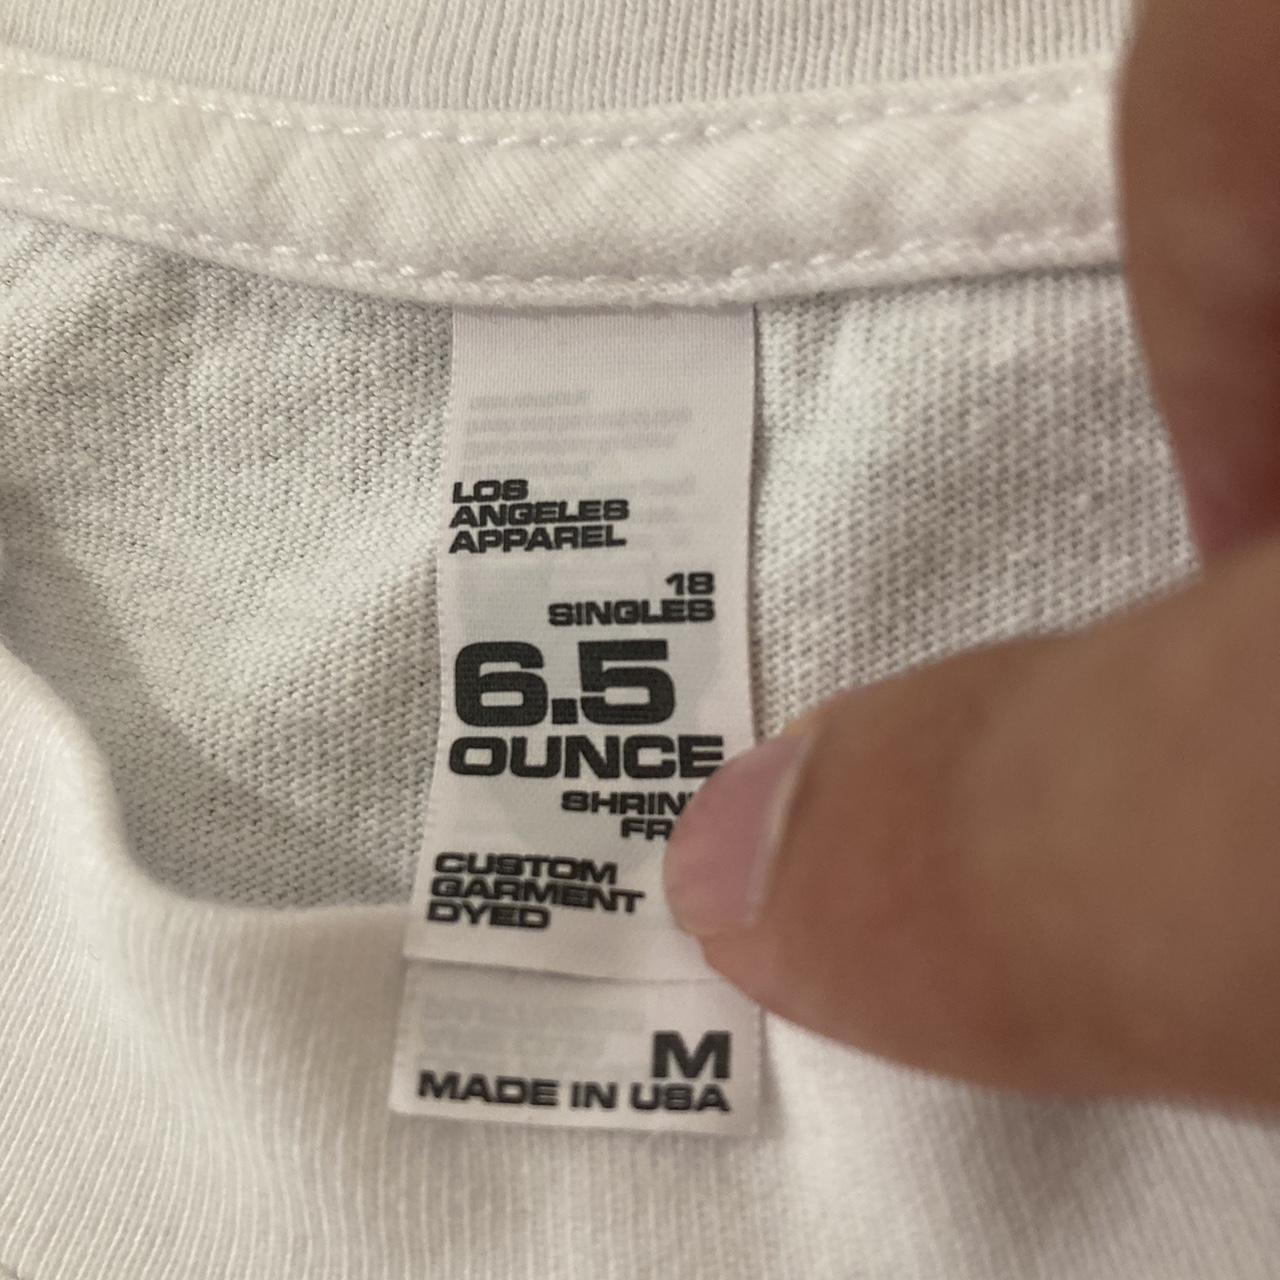 LOS
ANGELES
APPAREL
18
SINGLES
6.5
OUNCE
CUSTOM
GARMENT
DYED
M
MADE IN USA